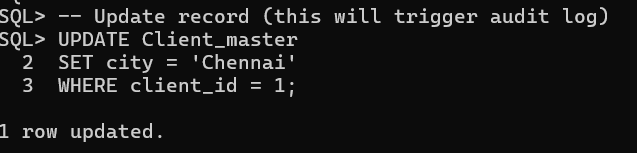 SQL> -- Update record (this will trigger audit log)
SQL> UPDATE Client_master
  2  SET city = 'Chennai'
  3  WHERE client_id = 1;
1 row updated.